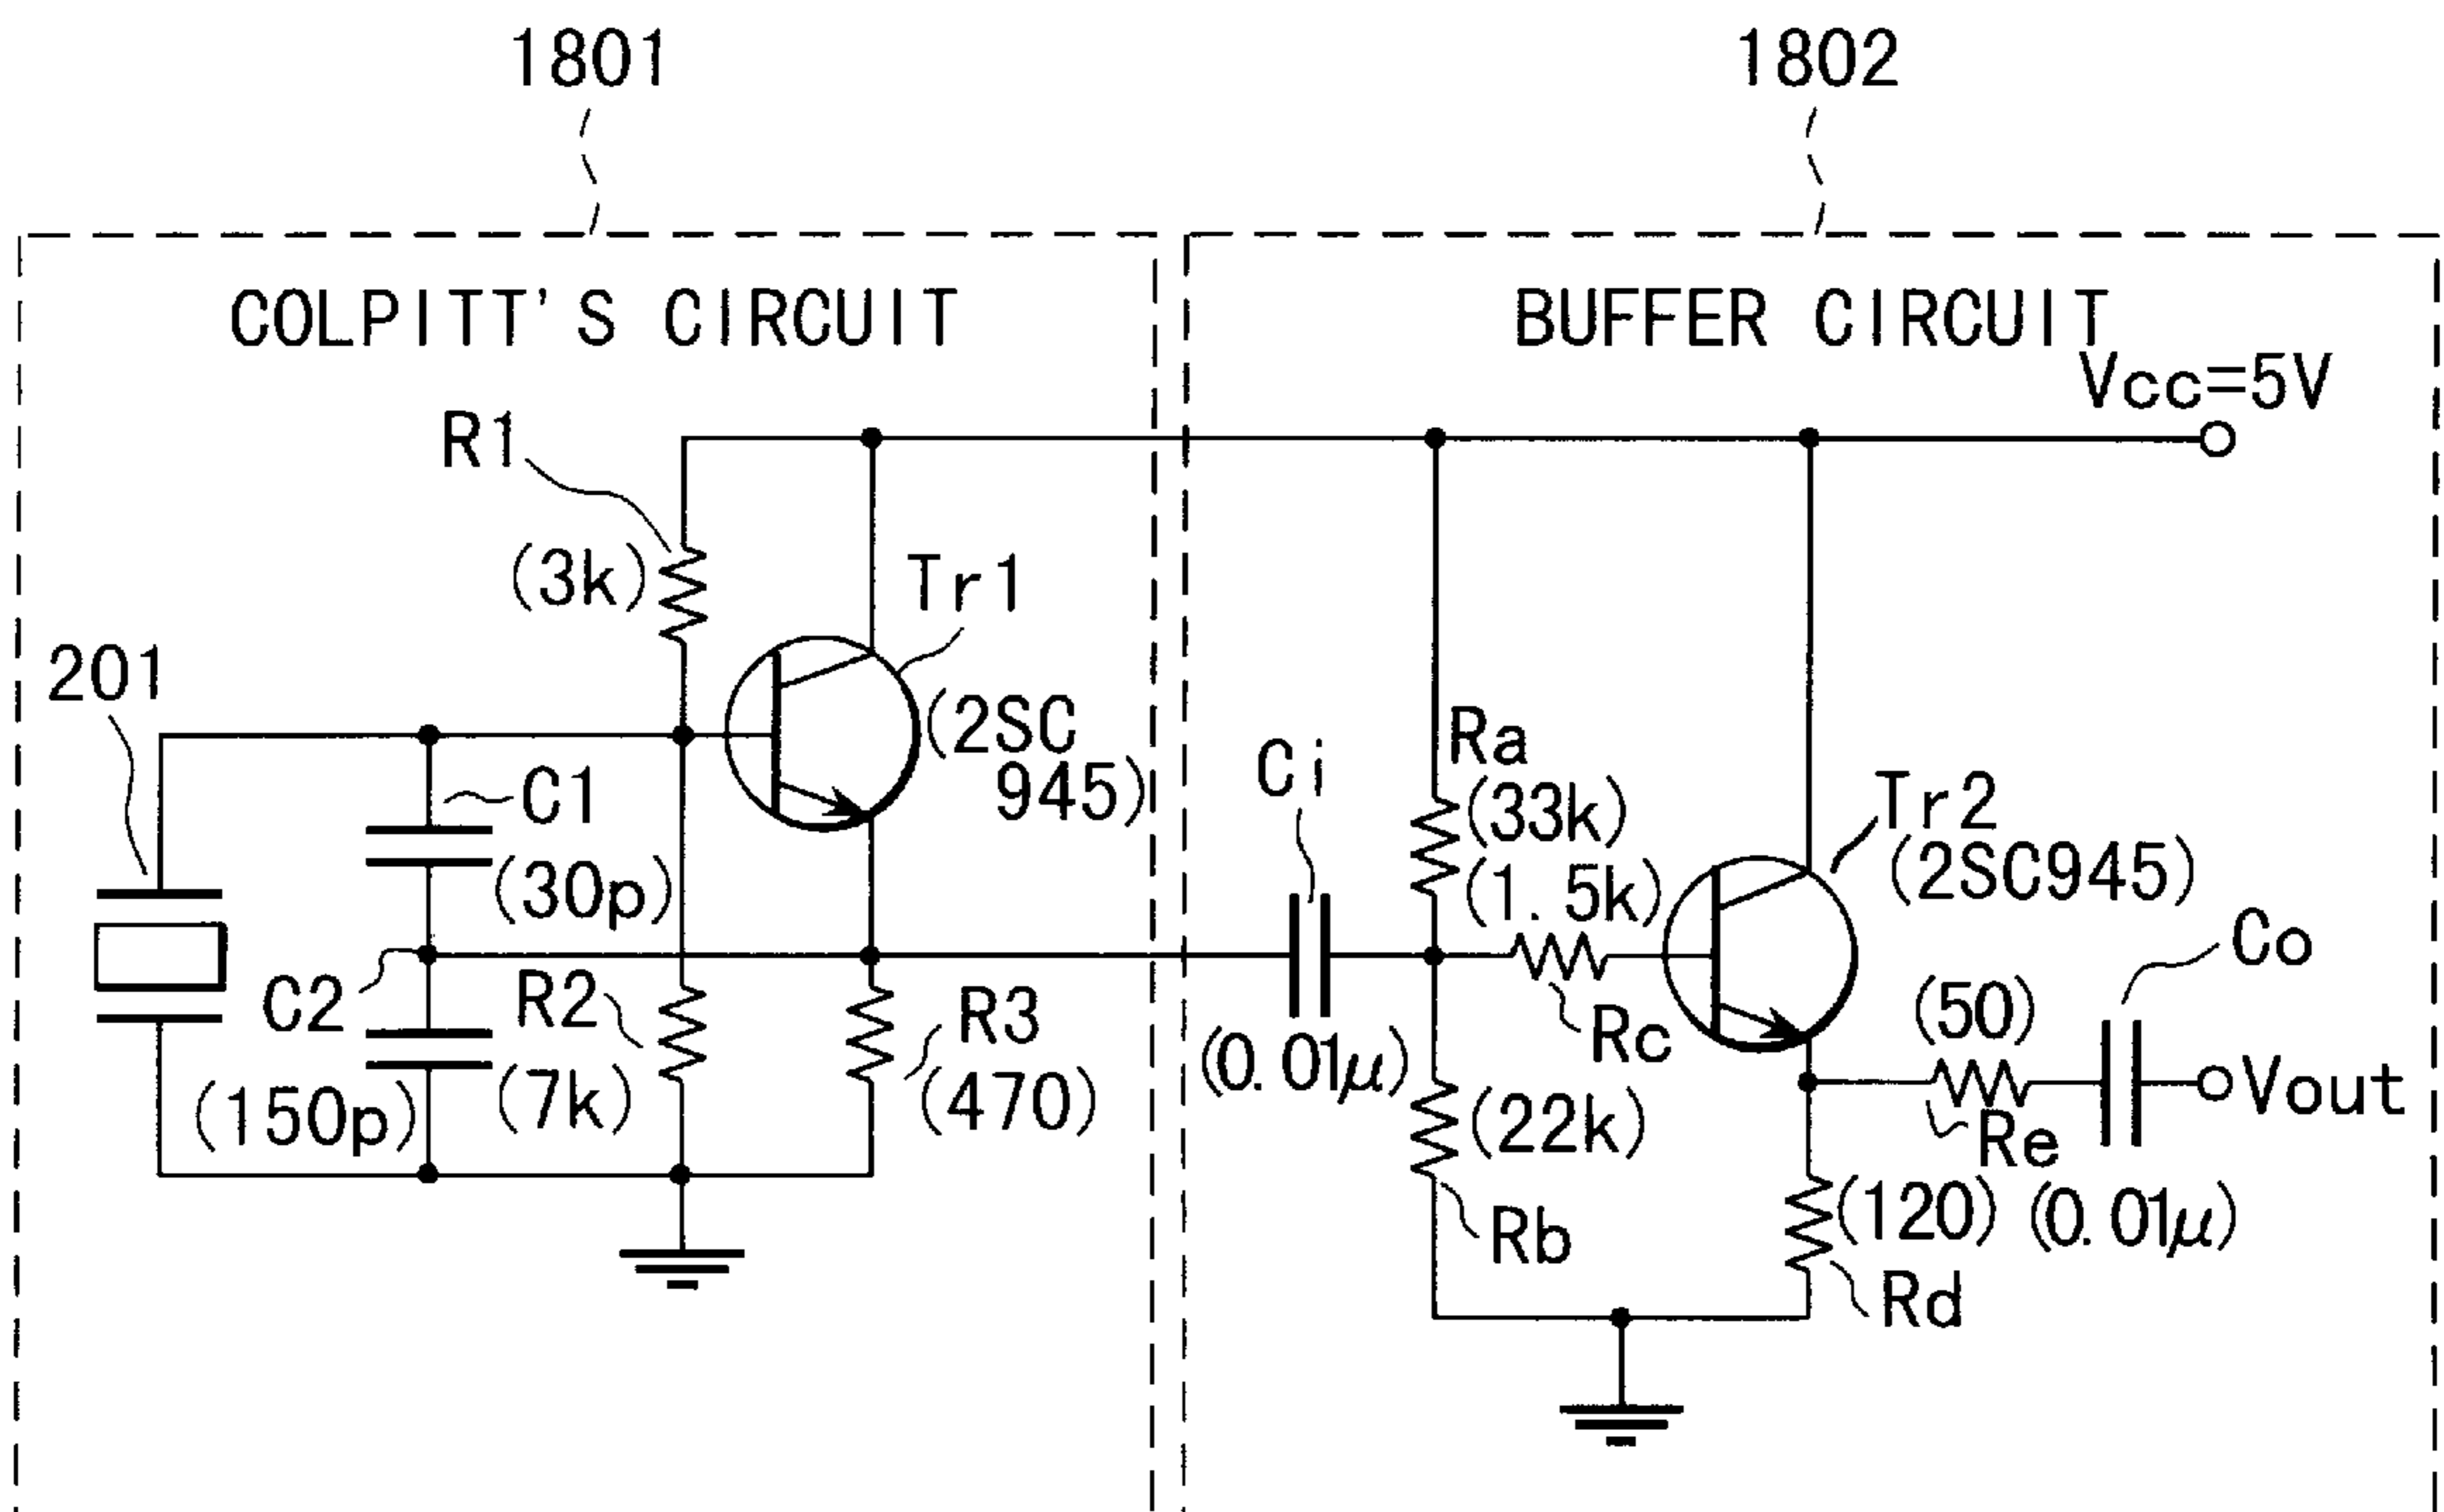 1801
1802
COLPITT'S CIRCUIT
BUFFER CIRCUIT
Vcc=5V
R1
(3k)
Tr1
(2SC
945)
201
C1
(30p)
C2
(150p)
R2
(7k)
R3
(470)
Ci
(0.01μ)
Ra
(33k)
(1.5k)
Rc
Tr2
(2SC945)
Co
(50)
Re
Vout
(22k)
Rb
(120)
(0.01μ)
Rd